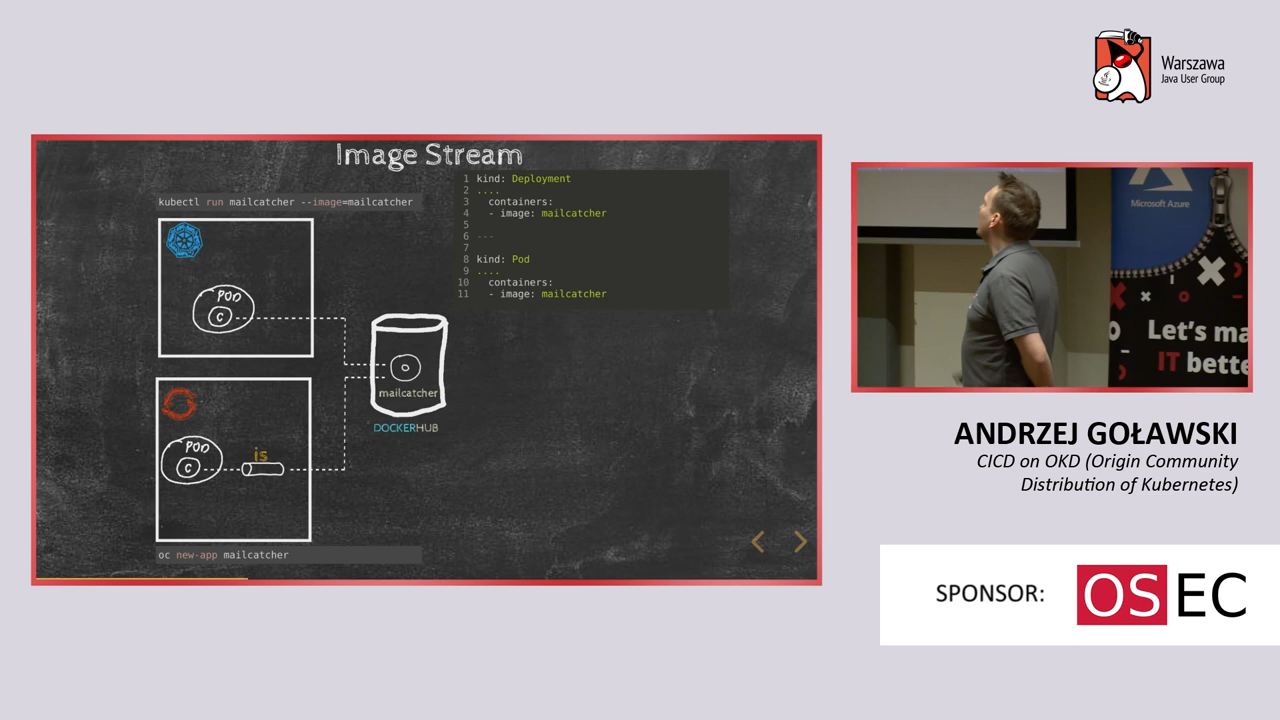 Warszawa
Java User Group
Image Stream
kubectl run mailcatcher --image=mailcatcher
1 kind: Deployment
2 ....
3 containers:
4 - image: mailcatcher
5
6 ---
7
8 kind: Pod
9 ....
10 containers:
11 - image: mailcatcher
POD
C
mailcatcher
DOCKERHUB
POD
C
is
oc new-app mailcatcher
Microsoft Azure
Let's ma
IT bette
ANDRZEJ GOŁAWSKI
CICD on OKD (Origin Community
Distribution of Kubernetes)
SPONSOR:
OSEC